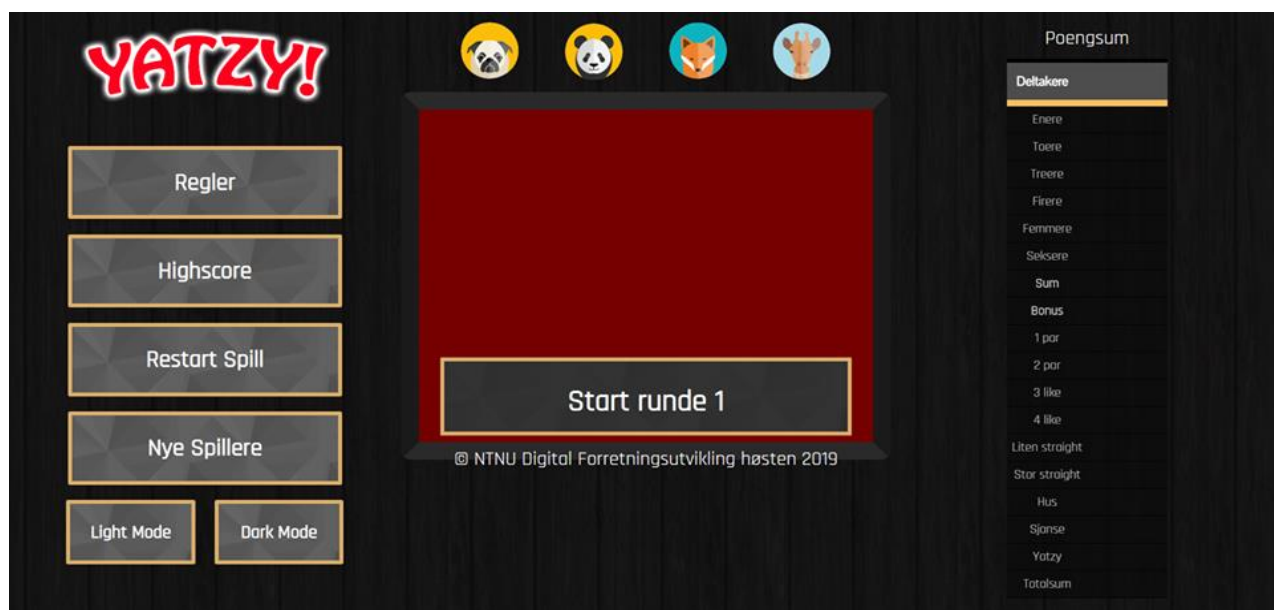 YATZY!
Regler
Highscore
Restart Spill
Nye Spillere
Light Mode
Dark Mode
Start runde 1
© NTNU Digital Forretningsutvikling høsten 2019
Poengsum
Deltakere
Enere
Toere
Treere
Firere
Femmere
Seksere
Sum
Bonus
1 par
2 par
3 like
4 like
Liten straight
Stor straight
Hus
Sjanse
Yatzy
Totalsum